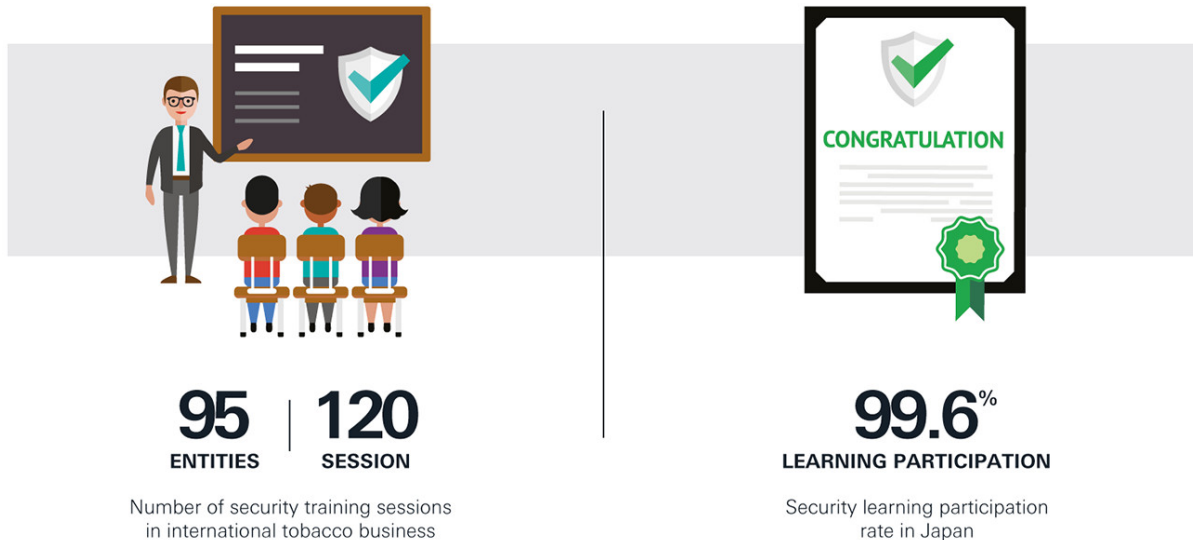 CONGRATULATION
95
ENTITIES
120
SESSION
Number of security training sessions
in international tobacco business
99.6%
LEARNING PARTICIPATION
Security learning participation
rate in Japan